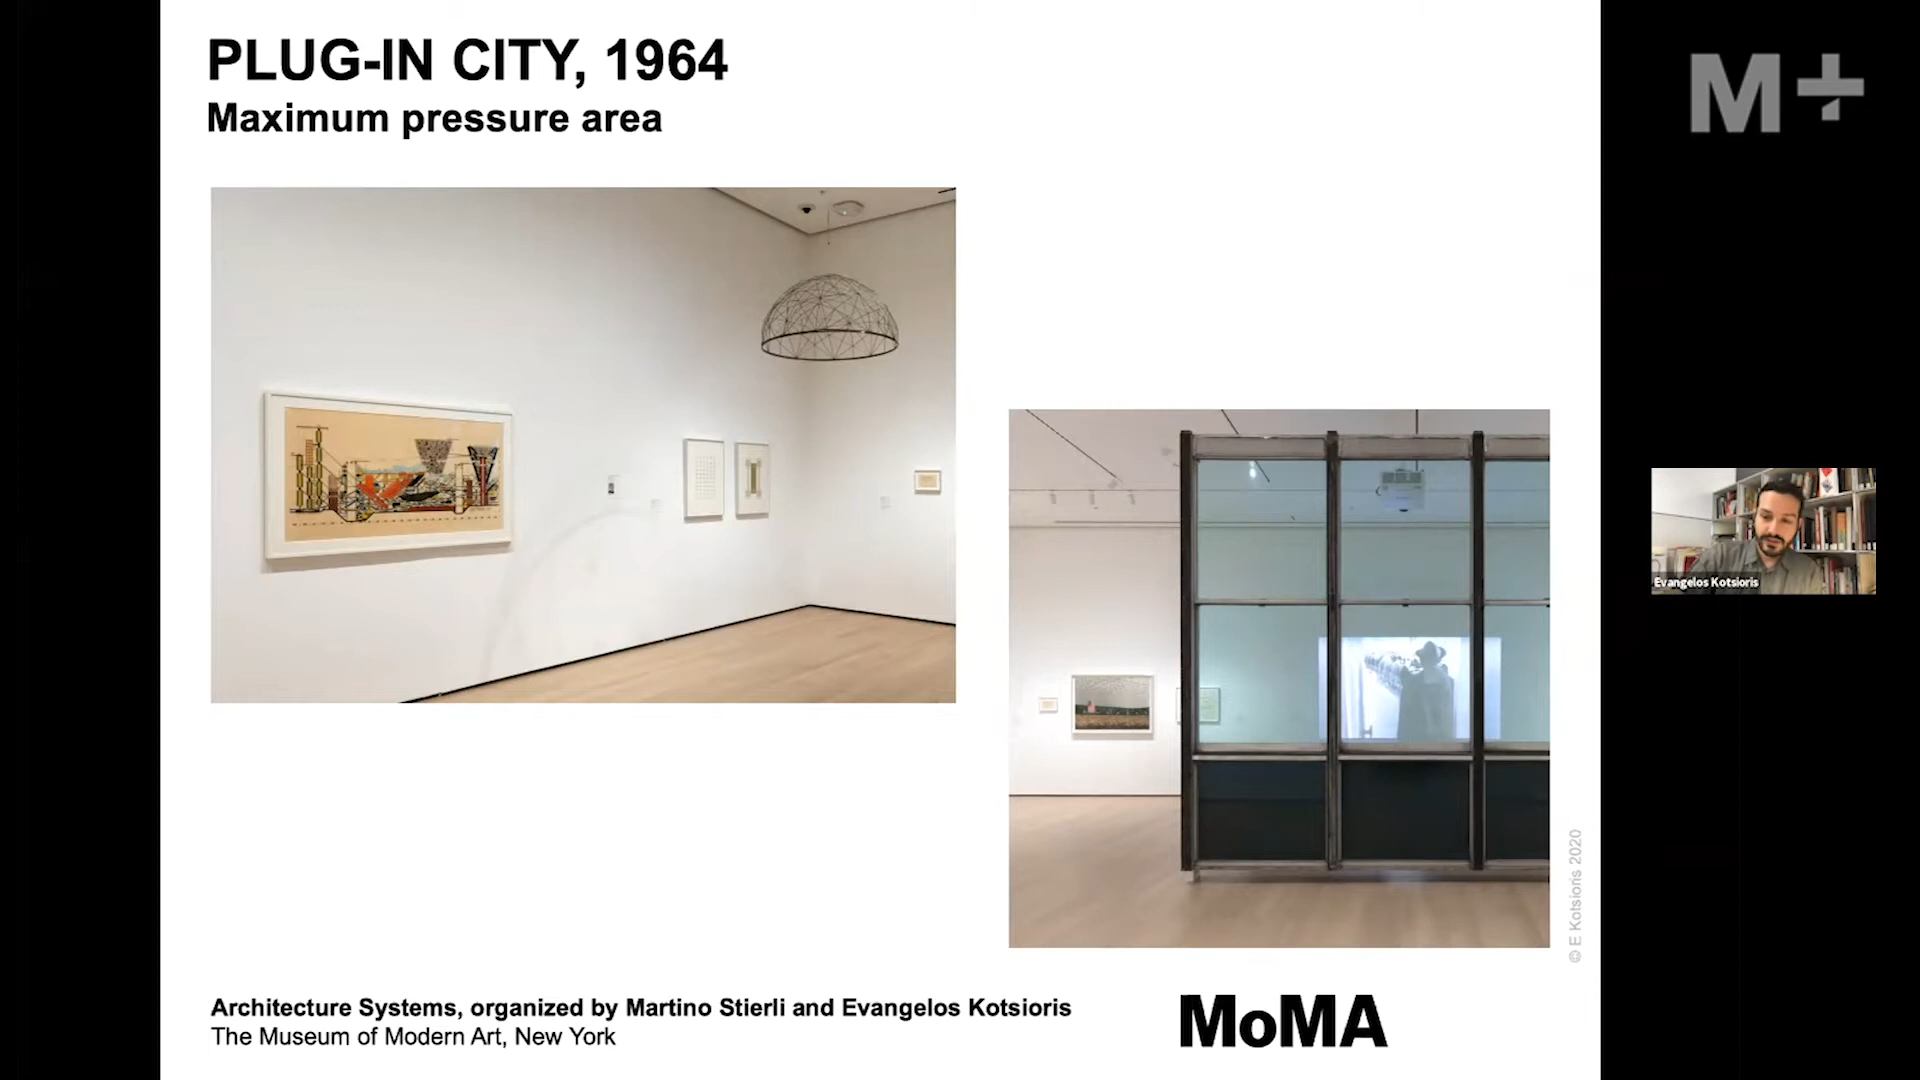 PLUG-IN CITY, 1964
Maximum pressure area
M+
Evangelos Kotsioris
© E Kotsioris 2020
Architecture Systems, organized by Martino Stierli and Evangelos Kotsioris
The Museum of Modern Art, New York
MoMA